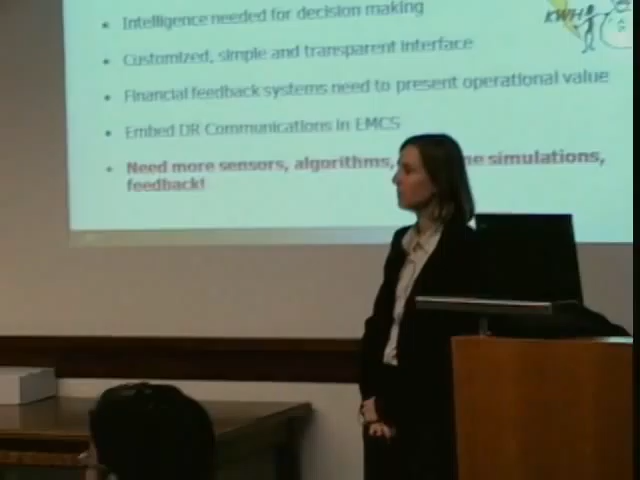 Intelligence needed for decision making
KWH
Customized, simple and transparent interface
Financial feedback systems need to present operational value
Embed DR Communications in EMCS
Need more sensors, algorithms, simulations,
feedback!